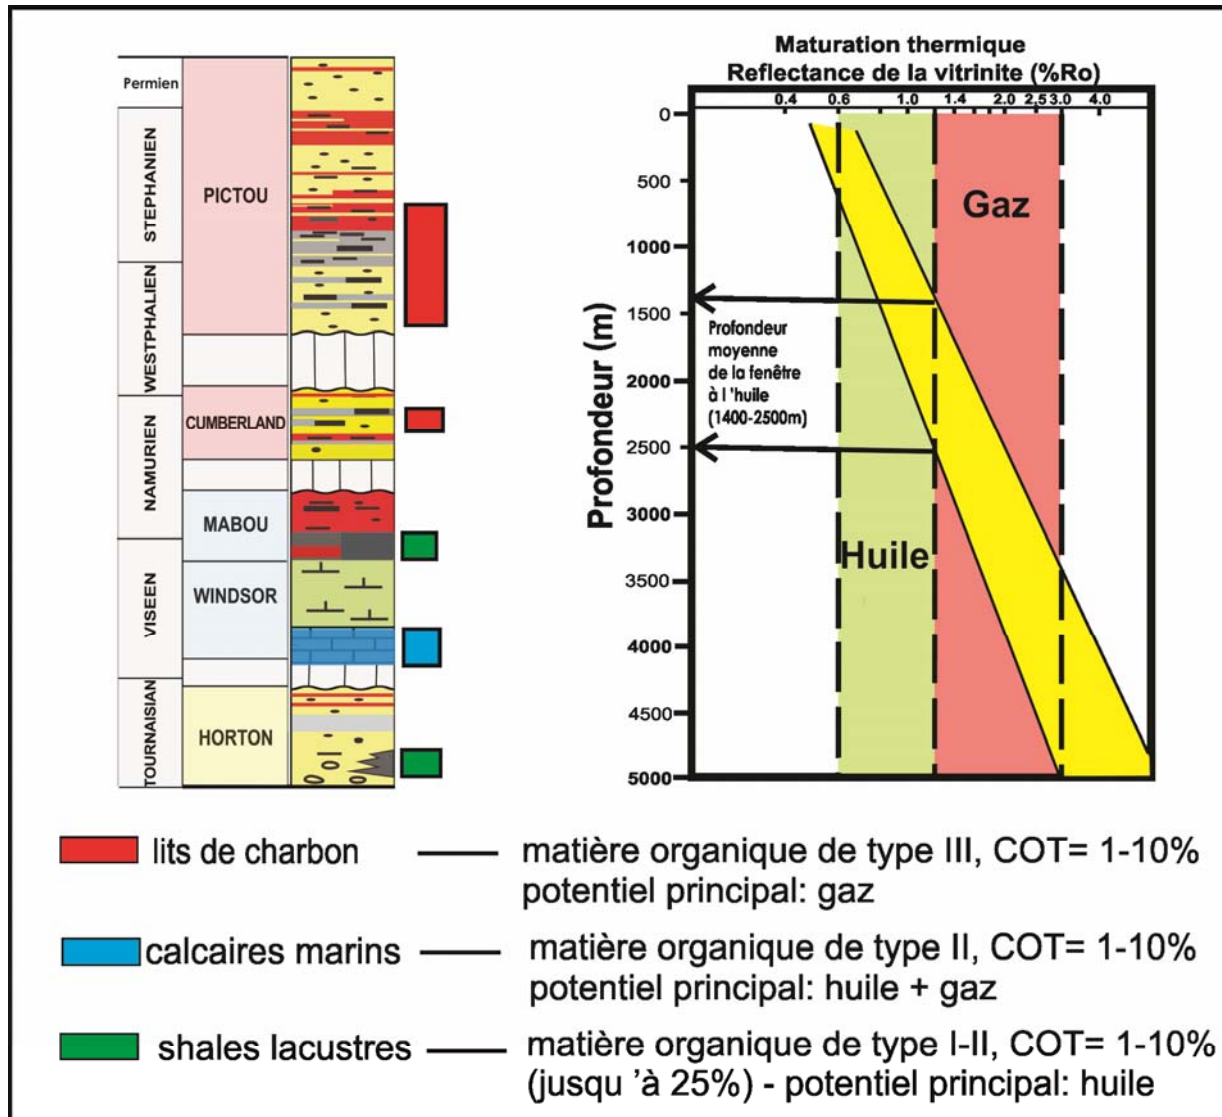 Permien
STEPHANIEN
WESTPHALIEN
NAMURIEN
VISEEN
TOURNAISIAN
PICTOU
CUMBERLAND
MABOU
WINDSOR
HORTON
Maturation thermique
Reflectance de la vitrinite (%Ro)
0.4 0.6 1.0 1.4 2.0 2,5 3.0 4.0
Profondeur (m)
0
500
1000
1500
2000
2500
3000
3500
4000
4500
5000
Gaz
Huile
Profondeur
moyenne
de la fenêtre
à l 'huile
(1400-2500m)
lits de charbon
matière organique de type III, COT= 1-10%
potentiel principal: gaz
calcaires marins
matière organique de type II, COT= 1-10%
potentiel principal: huile + gaz
shales lacustres
matière organique de type I-II, COT= 1-10%
(jusqu 'à 25%) - potentiel principal: huile